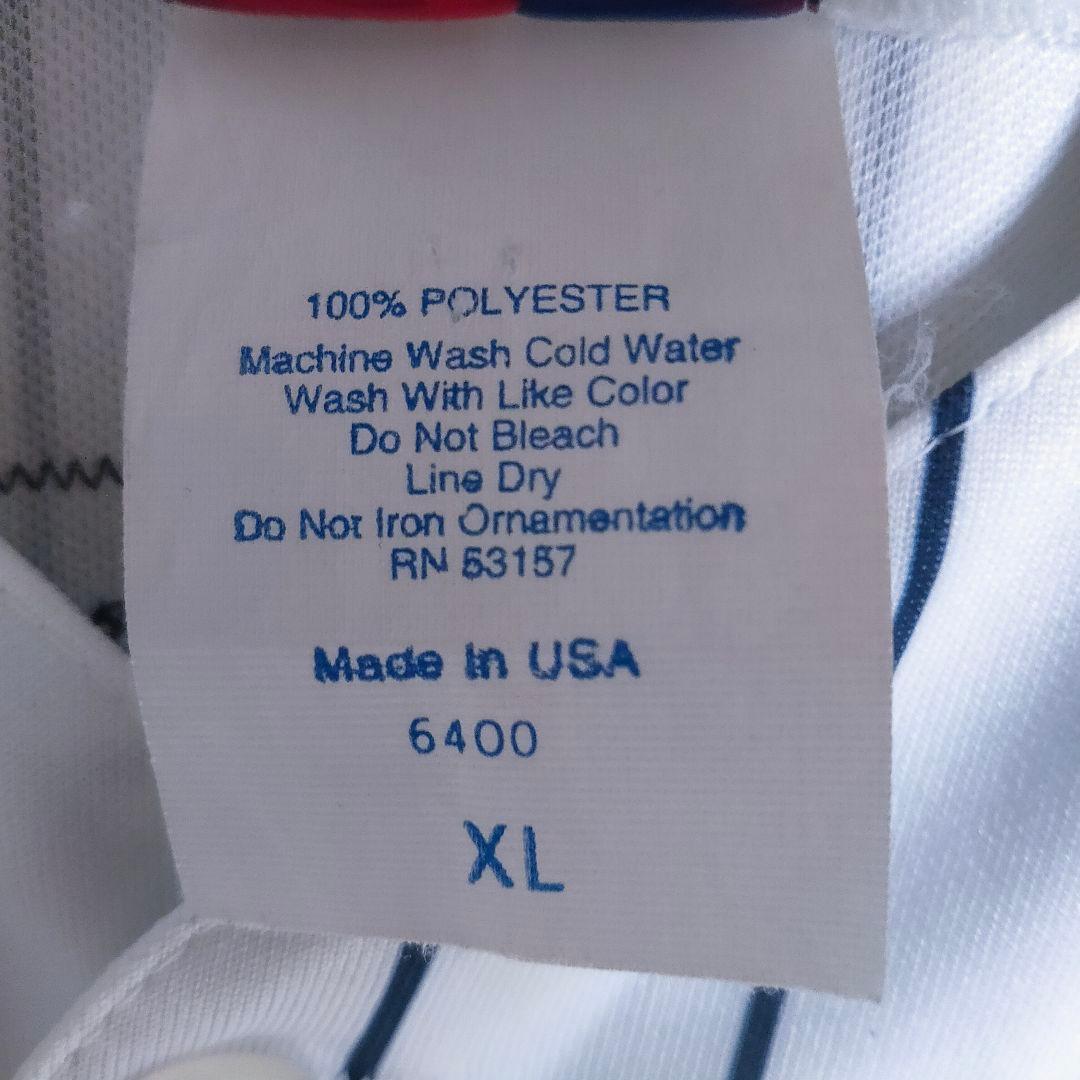 100% POLYESTER
Machine Wash Cold Water
Wash With Like Color
Do Not Bleach
Line Dry
Do Not Iron Ornamentation
RN 53157
Made In USA
6400
XL